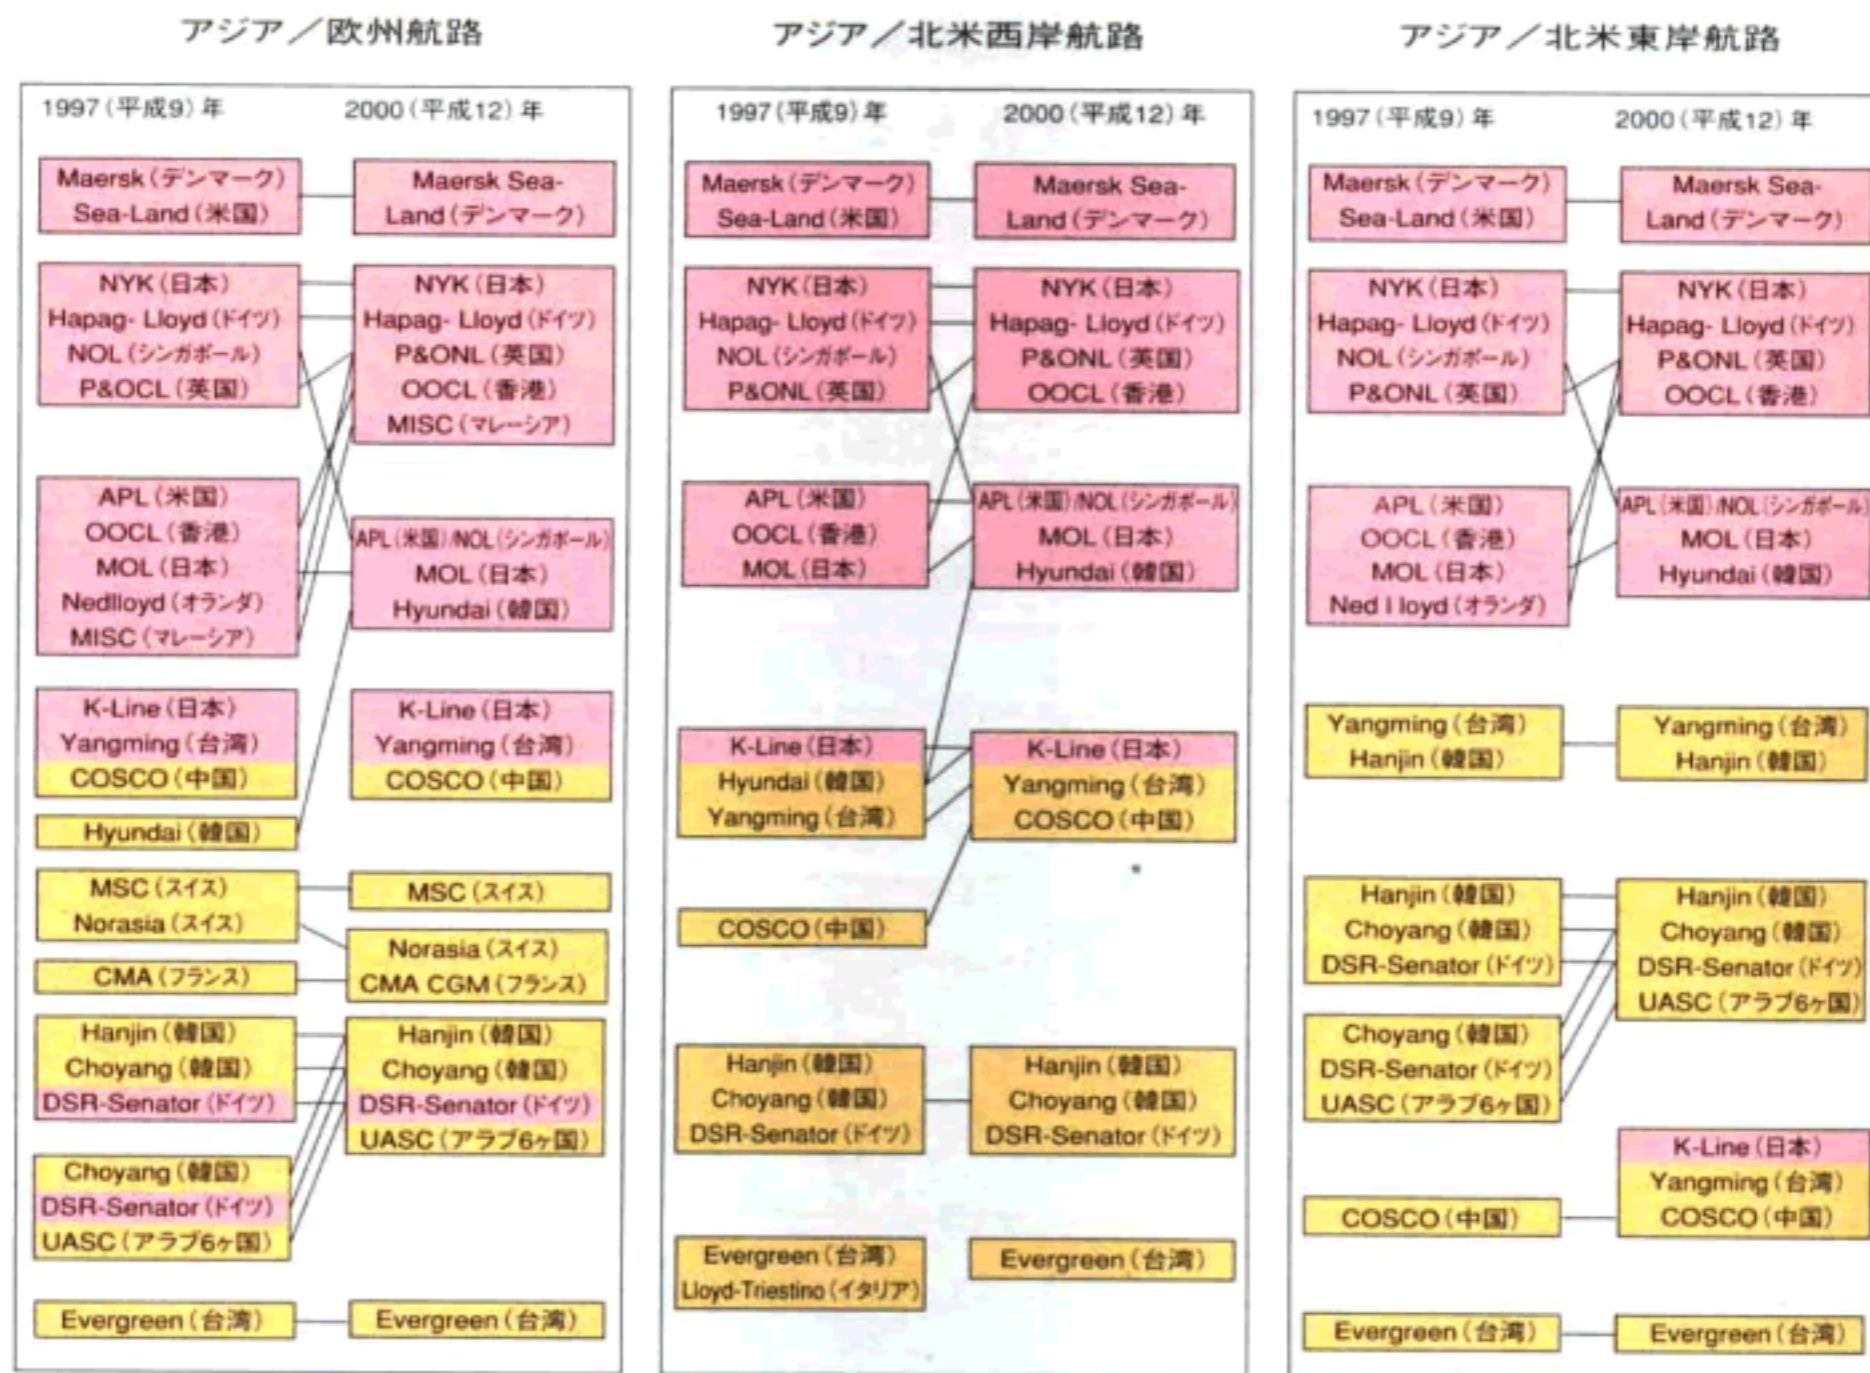 アジア／欧州航路
1997（平成9）年
2000（平成12）年
Maersk（デンマーク）
Sea-Land（米国）
Maersk Sea-
Land（デンマーク）
NYK（日本）
Hapag- Lloyd（ドイツ）
NOL（シンガポール）
P&OCL（英国）
NYK（日本）
Hapag- Lloyd（ドイツ）
P&ONL（英国）
OOCL（香港）
MISC（マレーシア）
APL（米国）
OOCL（香港）
MOL（日本）
Nedlloyd（オランダ）
MISC（マレーシア）
APL（米国）/NOL（シンガポール）
MOL（日本）
Hyundai（韓国）
K-Line（日本）
Yangming（台湾）
COSCO（中国）
K-Line（日本）
Yangming（台湾）
COSCO（中国）
Hyundai（韓国）
MSC（スイス）
Norasia（スイス）
MSC（スイス）
Norasia（スイス）
CMA CGM（フランス）
CMA（フランス）
Hanjin（韓国）
Choyang（韓国）
DSR-Senator（ドイツ）
Hanjin（韓国）
Choyang（韓国）
DSR-Senator（ドイツ）
UASC（アラブ6ヶ国）
Choyang（韓国）
DSR-Senator（ドイツ）
UASC（アラブ6ヶ国）
Evergreen（台湾）
Evergreen（台湾）
アジア／北米西岸航路
1997（平成9）年
2000（平成12）年
Maersk（デンマーク）
Sea-Land（米国）
Maersk Sea-
Land（デンマーク）
NYK（日本）
Hapag- Lloyd（ドイツ）
NOL（シンガポール）
P&ONL（英国）
NYK（日本）
Hapag- Lloyd（ドイツ）
P&ONL（英国）
OOCL（香港）
APL（米国）
OOCL（香港）
MOL（日本）
APL（米国）/NOL（シンガポール）
MOL（日本）
Hyundai（韓国）
K-Line（日本）
Hyundai（韓国）
Yangming（台湾）
K-Line（日本）
Yangming（台湾）
COSCO（中国）
COSCO（中国）
Hanjin（韓国）
Choyang（韓国）
DSR-Senator（ドイツ）
Hanjin（韓国）
Choyang（韓国）
DSR-Senator（ドイツ）
Evergreen（台湾）
Lloyd-Triestino（イタリア）
Evergreen（台湾）
アジア／北米東岸航路
1997（平成9）年
2000（平成12）年
Maersk（デンマーク）
Sea-Land（米国）
Maersk Sea-
Land（デンマーク）
NYK（日本）
Hapag- Lloyd（ドイツ）
NOL（シンガポール）
P&ONL（英国）
NYK（日本）
Hapag- Lloyd（ドイツ）
P&ONL（英国）
OOCL（香港）
APL（米国）
OOCL（香港）
MOL（日本）
Ned l loyd（オランダ）
APL（米国）/NOL（シンガポール）
MOL（日本）
Hyundai（韓国）
Yangming（台湾）
Hanjin（韓国）
Yangming（台湾）
Hanjin（韓国）
Hanjin（韓国）
Choyang（韓国）
DSR-Senator（ドイツ）
Hanjin（韓国）
Choyang（韓国）
DSR-Senator（ドイツ）
UASC（アラブ6ヶ国）
Choyang（韓国）
DSR-Senator（ドイツ）
UASC（アラブ6ヶ国）
K-Line（日本）
Yangming（台湾）
COSCO（中国）
COSCO（中国）
Evergreen（台湾）
Evergreen（台湾）